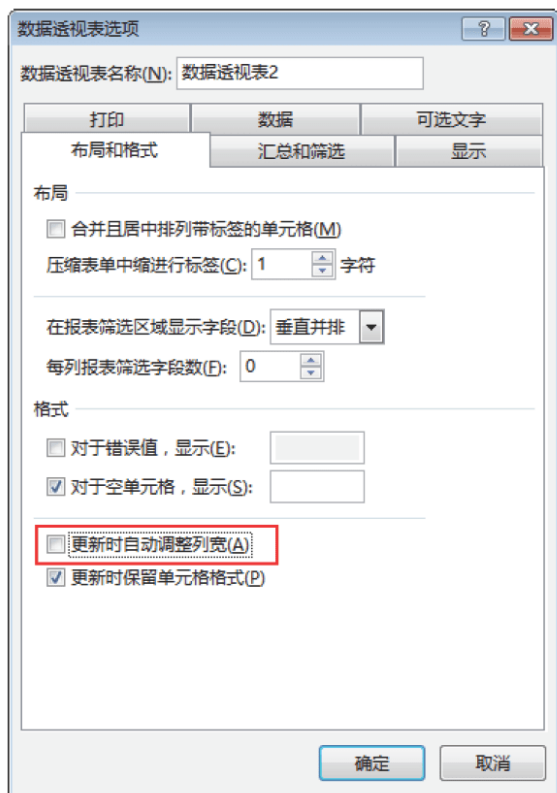 数据透视表选项
数据透视表名称(N): 数据透视表2
打印 数据 可选文字
布局和格式 汇总和筛选 显示
布局
合并且居中排列带标签的单元格(M)
压缩表单中缩进行标签(C): 1 字符
在报表筛选区域显示字段(D): 垂直并排
每列报表筛选字段数(F): 0
格式
对于错误值，显示(E):
对于空单元格，显示(S):
更新时自动调整列宽(A)
更新时保留单元格格式(P)
确定 取消